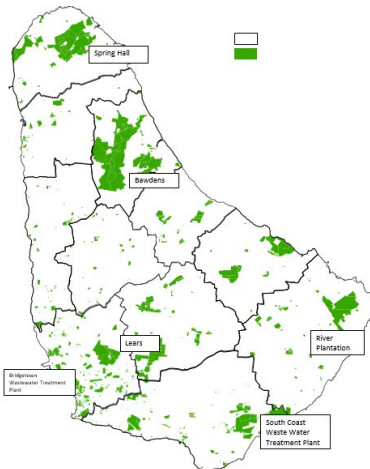 Spring Hall
Bawdens
River
Plantation
Lears
Bridgetown
Wastewater Treatment
Plant
South Coast
Waste Water
Treatment Plant